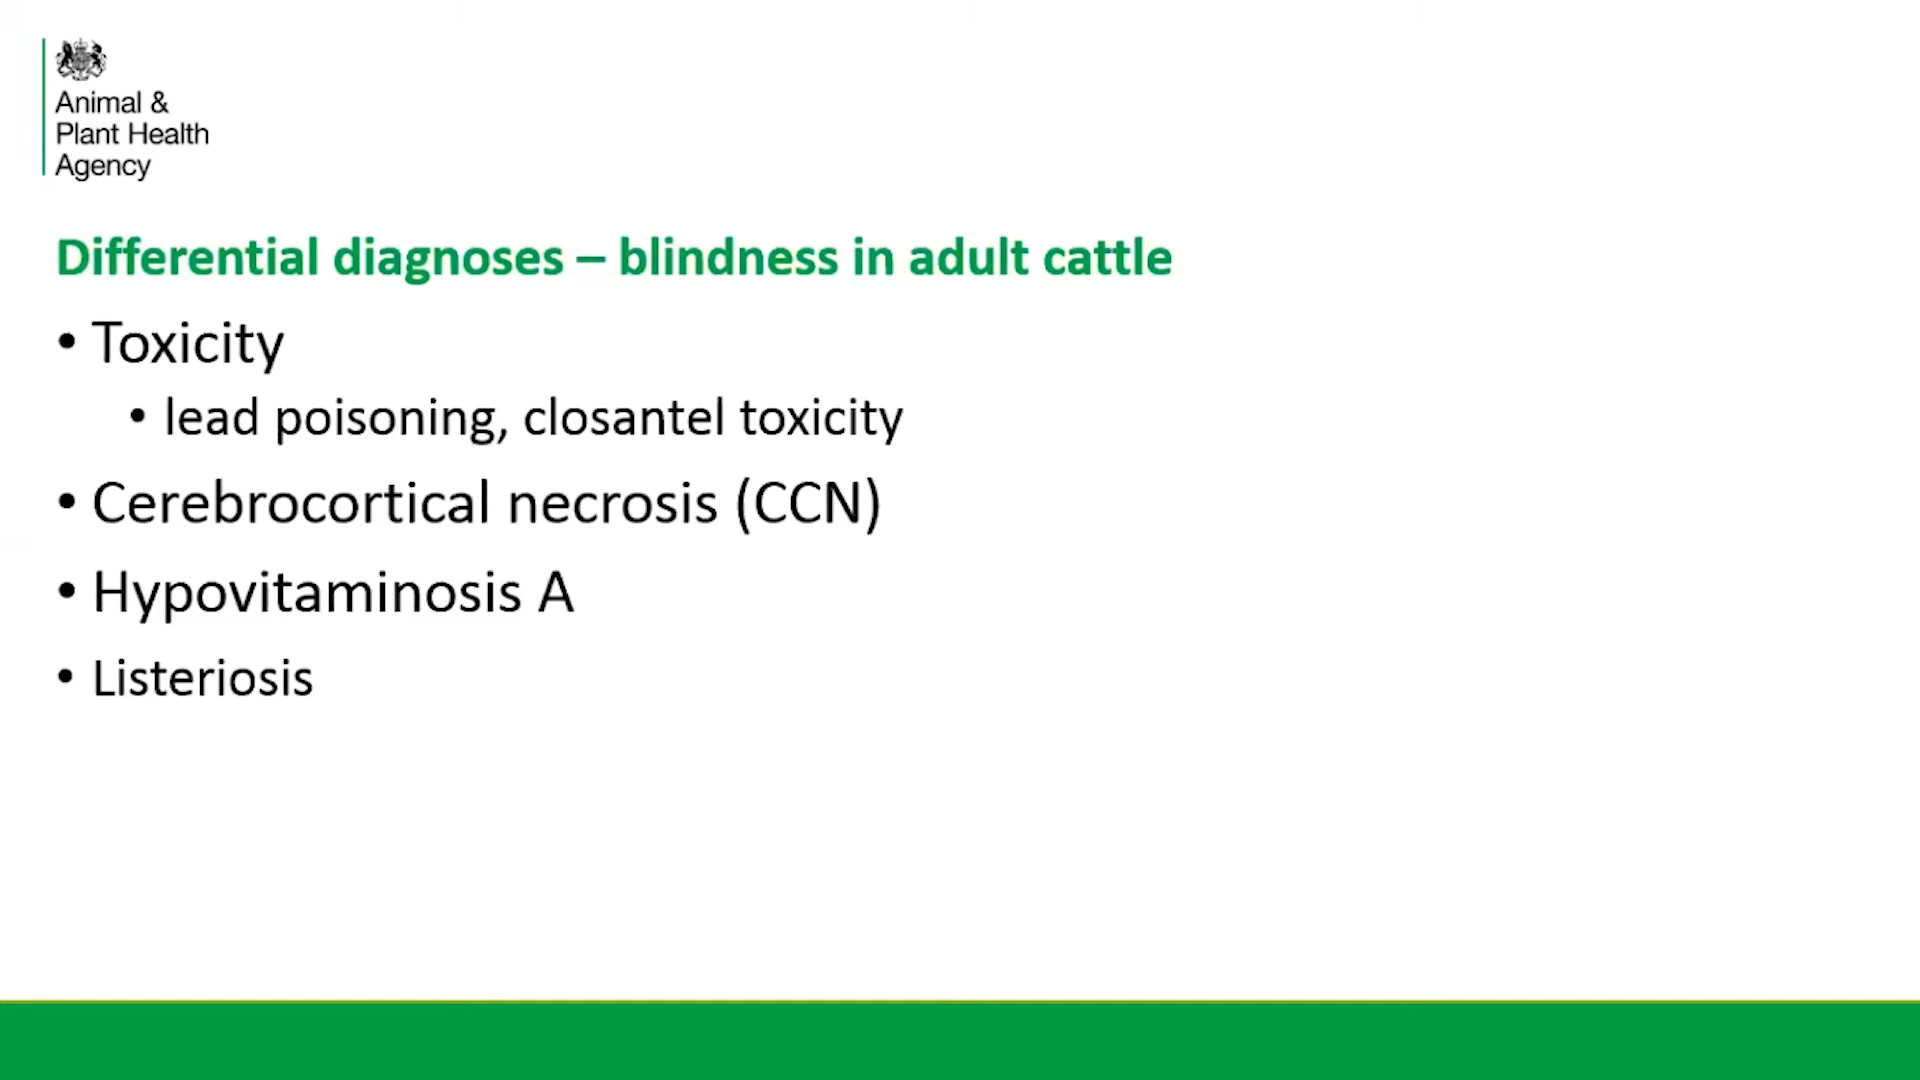 Animal &
Plant Health
Agency
Differential diagnoses – blindness in adult cattle
• Toxicity
• lead poisoning, closantel toxicity
• Cerebrocortical necrosis (CCN)
• Hypovitaminosis A
• Listeriosis